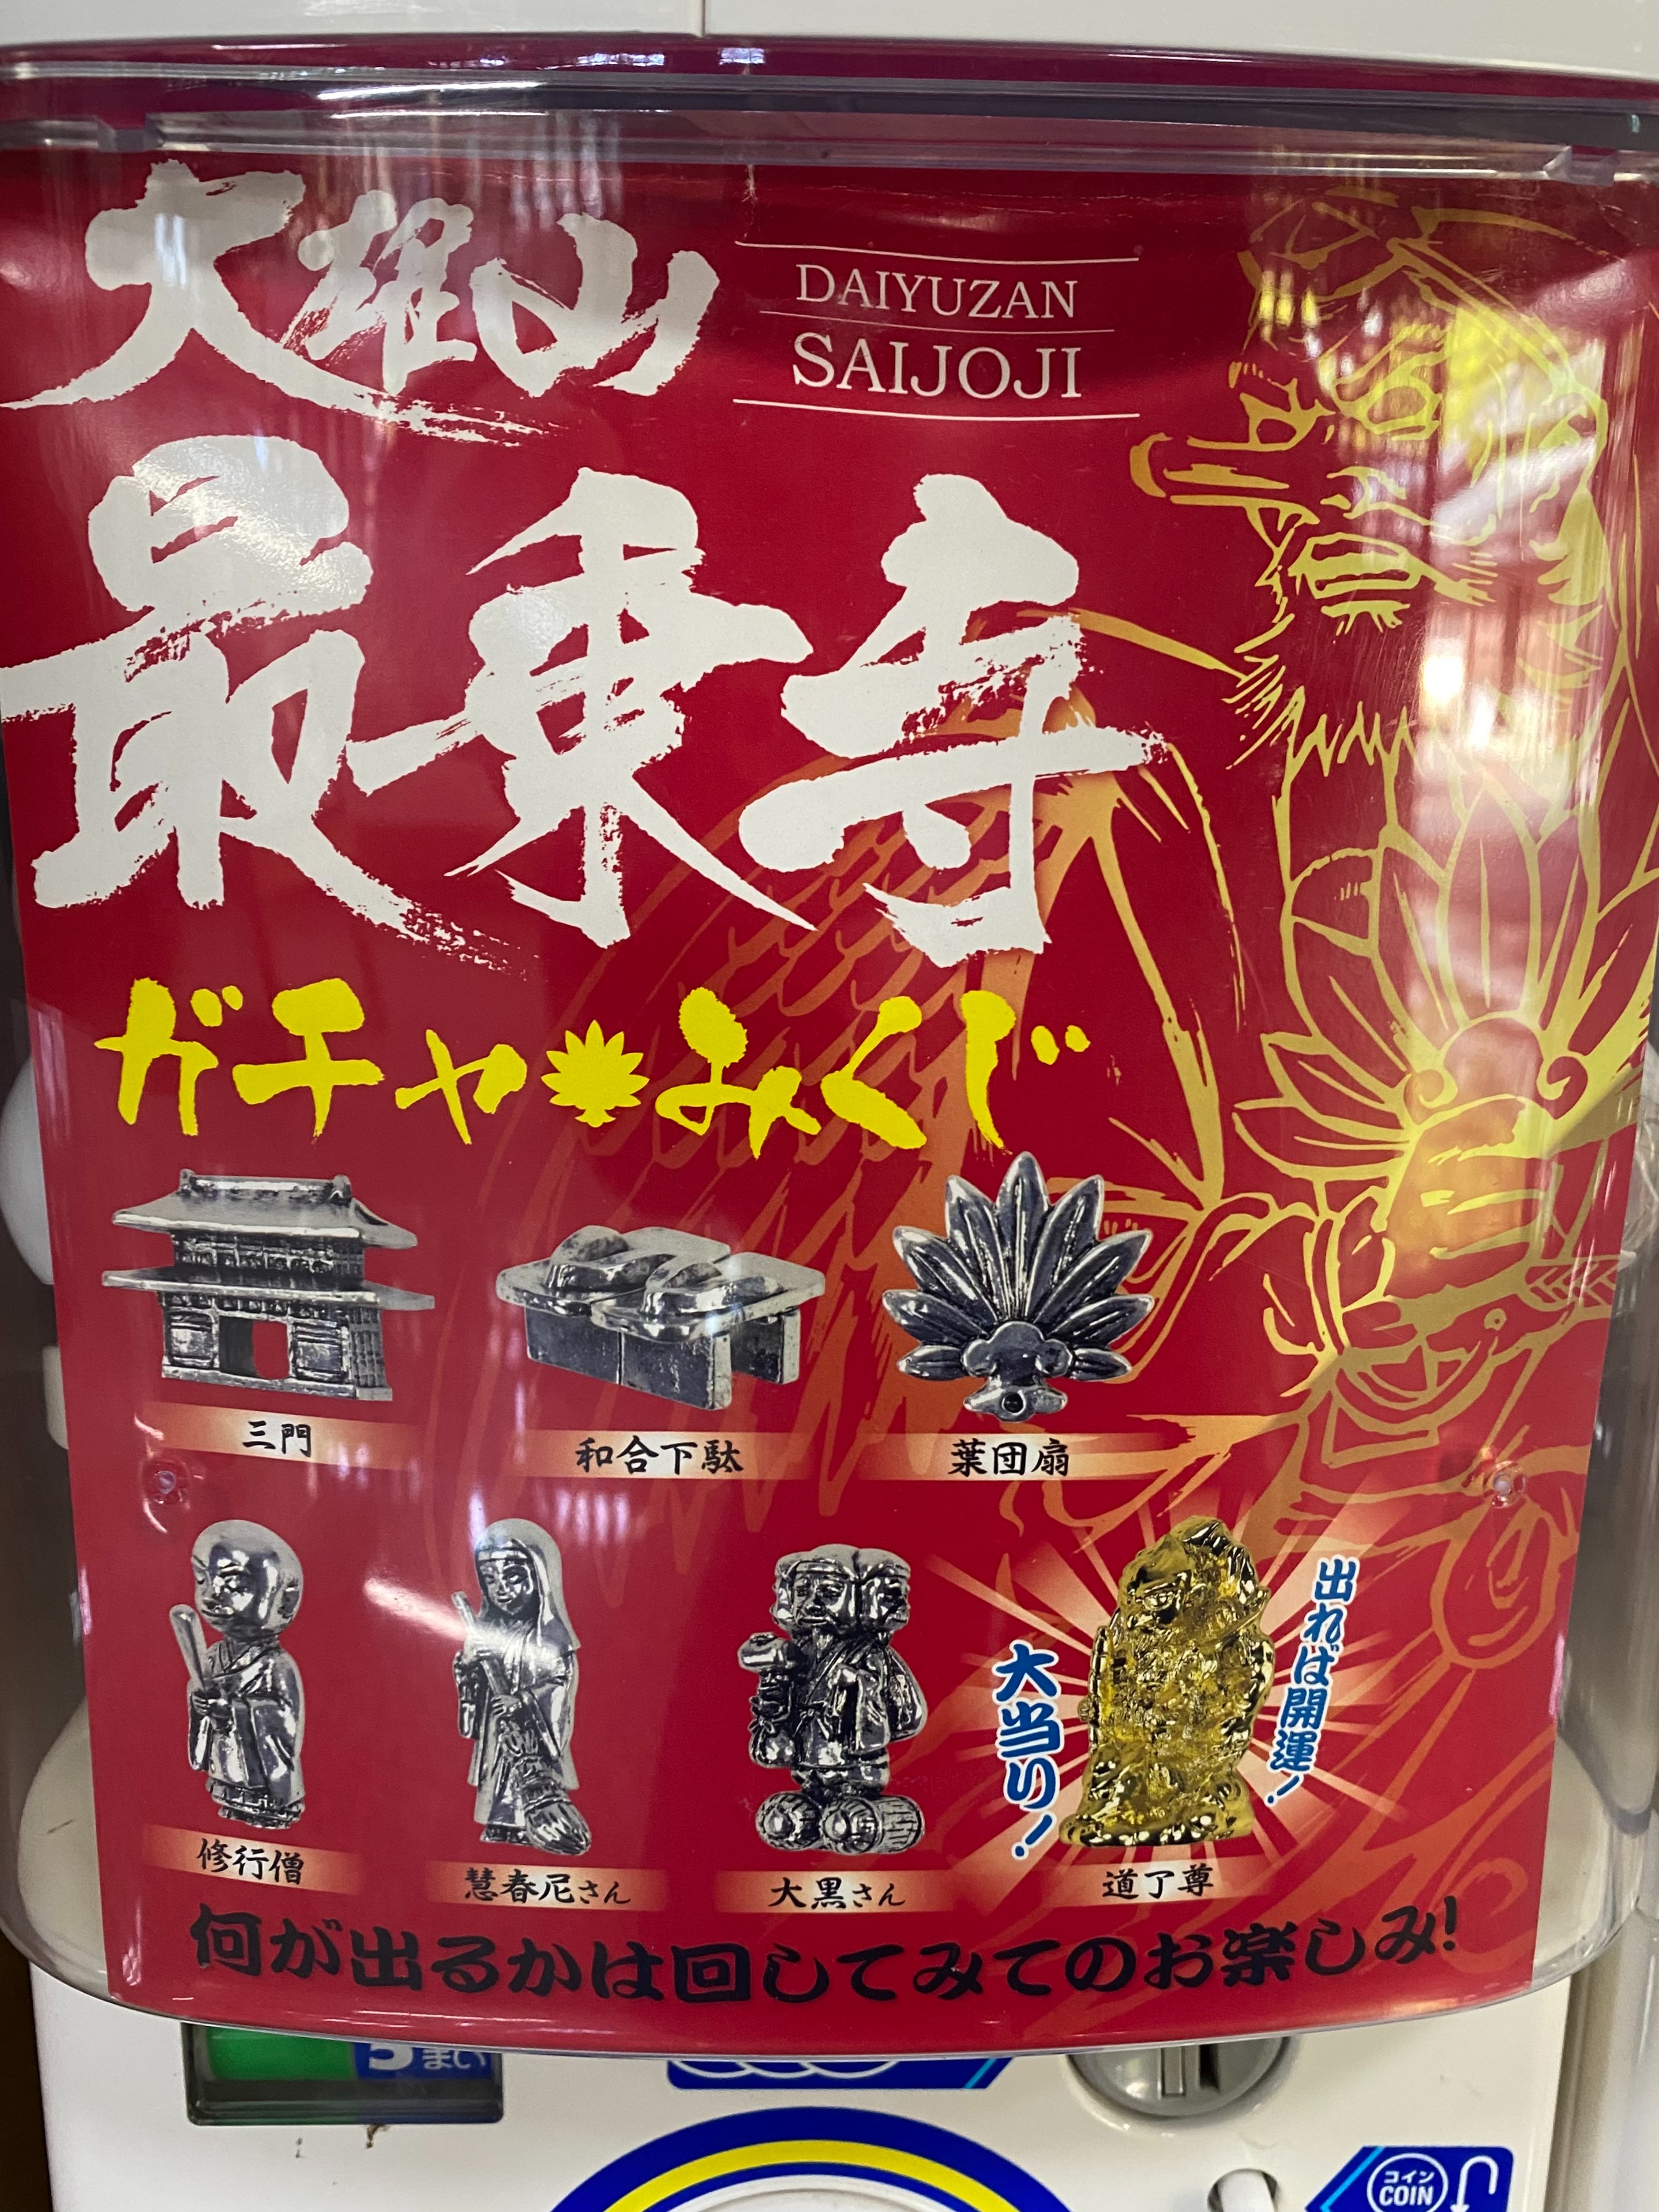 大雄山
DAIYUZAN
SAIJOJI
最乗寺
ガチャみくじ
三門
和合下駄
葉団扇
出れば開運!
大当り!
修行僧
慧春尼さん
大黒さん
道了尊
何が出るかは回してみてのお楽しみ!
5まい
コイン
COIN